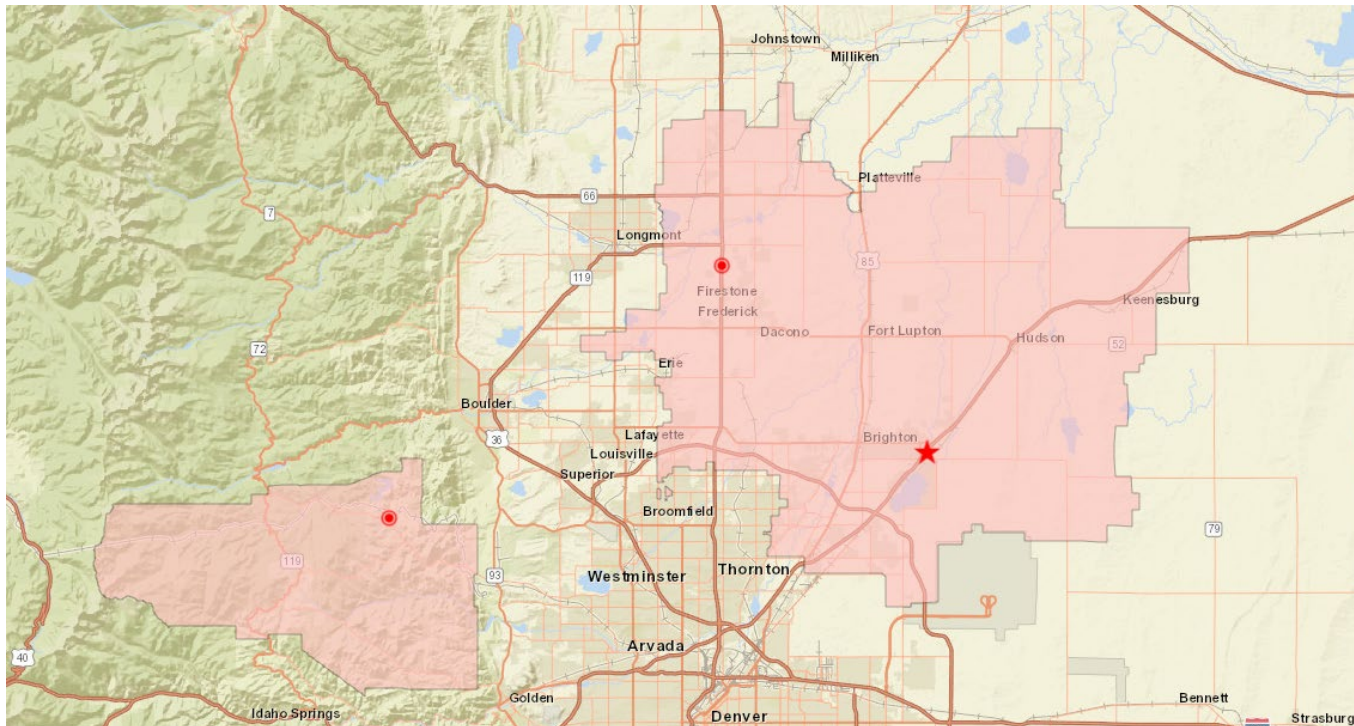 Johnstown
Milliken
Platteville
7
66
Longmont
85
119
Firestone
Frederick
Keenesburg
Dacono
Fort Lupton
Hudson
52
72
Erie
Boulder
36
Lafayette
Louisville
Brighton
Superior
Broomfield
79
119
93
Westminster
Thornton
Arvada
40
Golden
Bennett
Idaho Springs
Denver
Strasburg